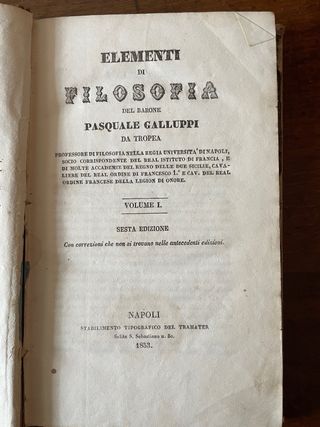 ELEMENTI
DI
FILOSOFIA
DEL BARONE
PASQUALE GALLUPPI
DA TROPEA
PROFESSORE DI FILOSOFIA NELLA REGIA UNIVERSITA' DI NAPOLI,
SOCIO CORRISPONDENTE DEL REAL ISTITUTO DI FRANCIA, E
DI MOLTE ACCADEMIE DEL REGNO DELLE DUE SICILIE, CAVA-
LIERE DEL REAL ORDINE DI FRANCESCO I.° E CAV. DEL REAL
ORDINE FRANCESE DELLA LEGION DI ONORE.
VOLUME I.
SESTA EDIZIONE
Con correzioni che non si trovano nelle antecedenti edizioni.
NAPOLI
STABILIMENTO TIPOGRAFICO DEL TRAMATER
Salita S. Sebastiano n. 80.
1853.